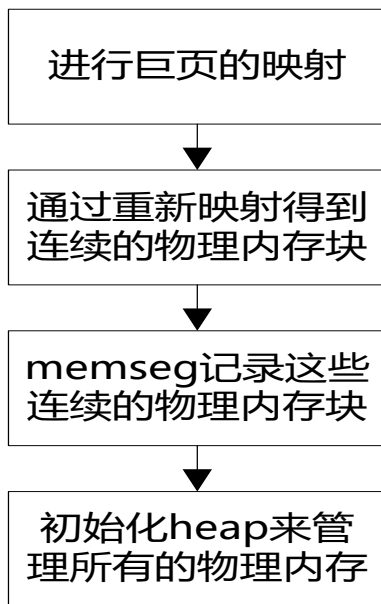 进行巨页的映射
通过重新映射得到
连续的物理内存块
memseg记录这些
连续的物理内存块
初始化heap来管
理所有的物理内存